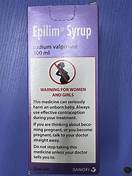 Epilim® Syrup
sodium valproate
300 ml
WARNING FOR WOMEN
AND GIRLS
This medicine can seriously
harm an unborn baby. Always
use effective contraception
during your treatment.
If you are thinking about becoming
pregnant, or you become
pregnant, talk to your doctor
straight away.
Do not stop taking this
medicine unless your doctor
tells you to.
SANOFI